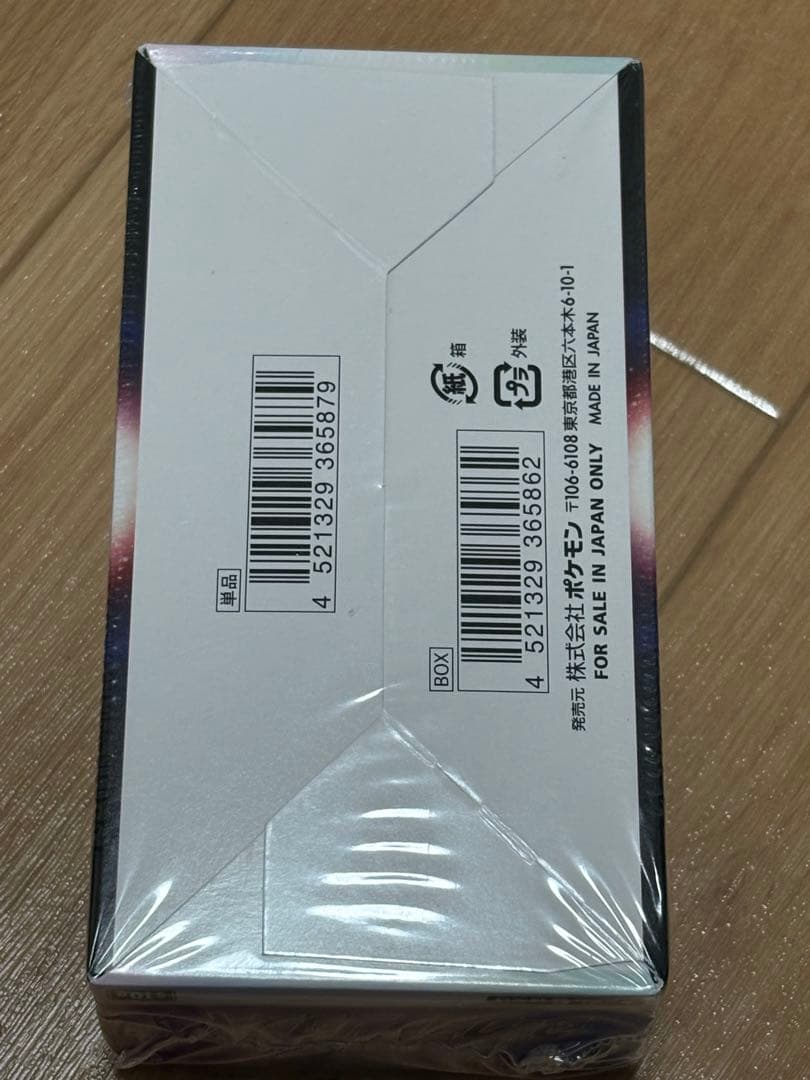 単品
4 521329 365879
紙 箱
プラ 外装
BOX
4 521329 365862
発売元 株式会社 ポケモン 〒106-6108 東京都港区六本木6-10-1
FOR SALE IN JAPAN ONLY MADE IN JAPAN